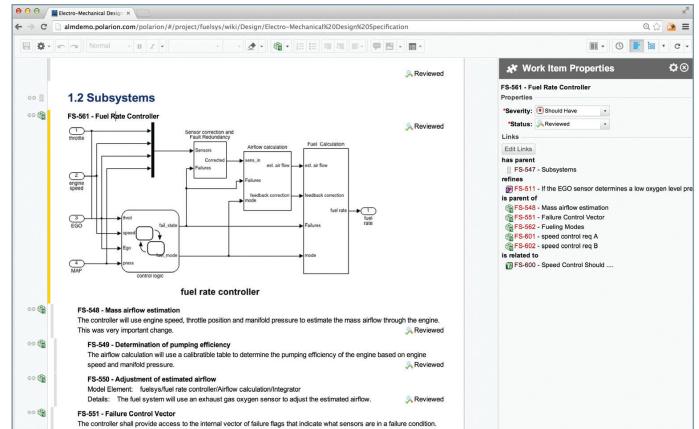 Electro-Mechanical Design
almdemo.polarion.com/polarion/#/project/fuelsys/wiki/Design/Electro-Mechanical%20Design%20Specification
Normal
Reviewed
1.2 Subsystems
FS-561 - Fuel Rate Controller
Reviewed
1
throttle
Sensor correction and
Fault Redundancy
Airflow calculation
Fuel Calculation
Sensors
Corrected
Failures
sens_in
est. air flow
est. air flow
2
engine
speed
Failures
feedback correction
feedback correction
mode
fuel rate
1
fuel
rate
3
EGO
throt
fail_state
Failures
speed
Ego
fuel_mode
mode
4
MAP
press
control logic
fuel rate controller
FS-548 - Mass airflow estimation
The controller will use engine speed, throttle position and manifold pressure to estimate the mass airflow through the engine.
This was very important change.
Reviewed
FS-549 - Determination of pumping efficiency
The airflow calculation will use a calibratible table to determine the pumping efficiency of the engine based on engine
speed and manifold pressure.
Reviewed
FS-550 - Adjustment of estimated airflow
Model Element: fuelsys/fuel rate controller/Airflow calculation/Integrator
Details: The fuel system will use an exhaust gas oxygen sensor to adjust the estimated airflow.
Reviewed
FS-551 - Failure Control Vector
The controller shall provide access to the internal vector of failure flags that indicate what sensors are in a failure condition.
Work Item Properties
FS-561 - Fuel Rate Controller
Properties
*Severity: Should Have
*Status: Reviewed
Links
Edit Links
has parent
FS-547 - Subsystems
refines
FS-511 - If the EGO sensor determines a low oxygen level pre
is parent of
FS-548 - Mass airflow estimation
FS-551 - Failure Control Vector
FS-562 - Fueling Modes
FS-601 - speed control req A
FS-602 - speed control req B
is related to
FS-600 - Speed Control Should ....